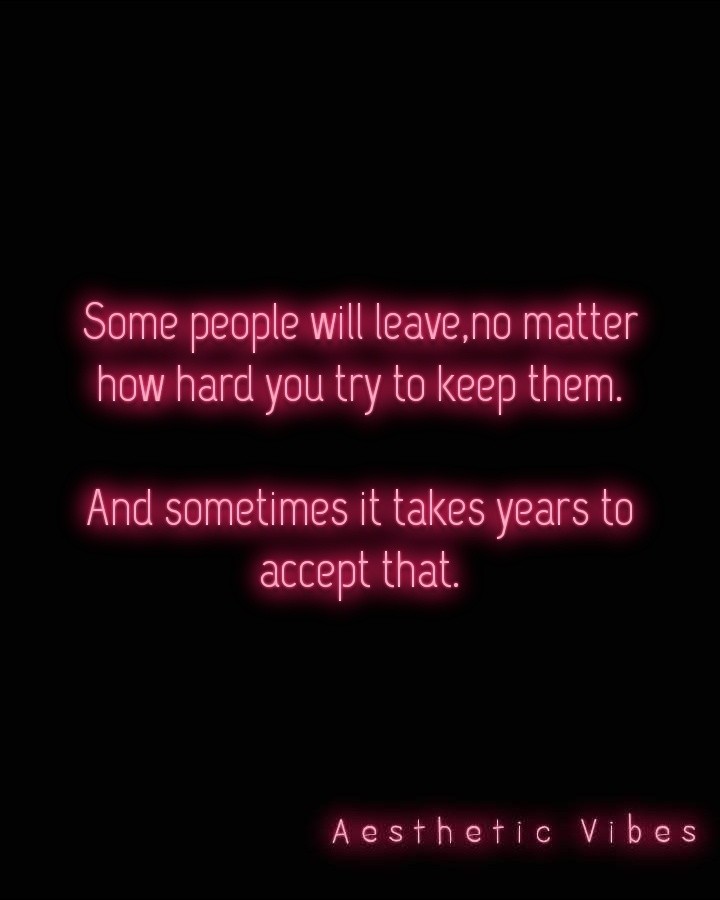 Some people will leave,no matter
how hard you try to keep them.
And sometimes it takes years to
accept that.
Aesthetic Vibes